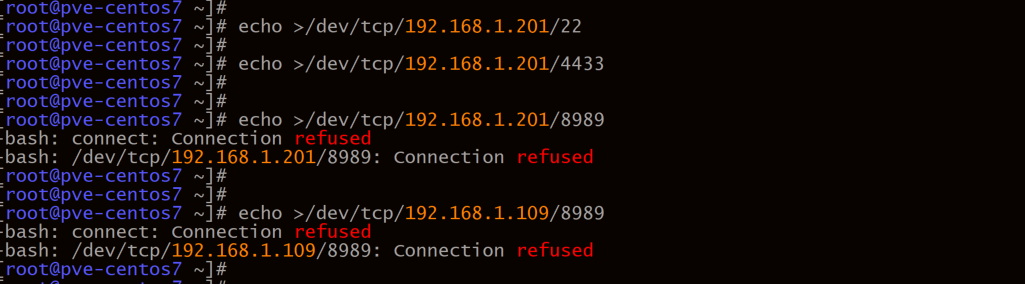 [root@pve-centos7 ~]#
[root@pve-centos7 ~]# echo >/dev/tcp/192.168.1.201/22
[root@pve-centos7 ~]#
[root@pve-centos7 ~]# echo >/dev/tcp/192.168.1.201/4433
[root@pve-centos7 ~]#
[root@pve-centos7 ~]#
[root@pve-centos7 ~]# echo >/dev/tcp/192.168.1.201/8989
-bash: connect: Connection refused
-bash: /dev/tcp/192.168.1.201/8989: Connection refused
[root@pve-centos7 ~]#
[root@pve-centos7 ~]#
[root@pve-centos7 ~]# echo >/dev/tcp/192.168.1.109/8989
-bash: connect: Connection refused
-bash: /dev/tcp/192.168.1.109/8989: Connection refused
[root@pve-centos7 ~]#